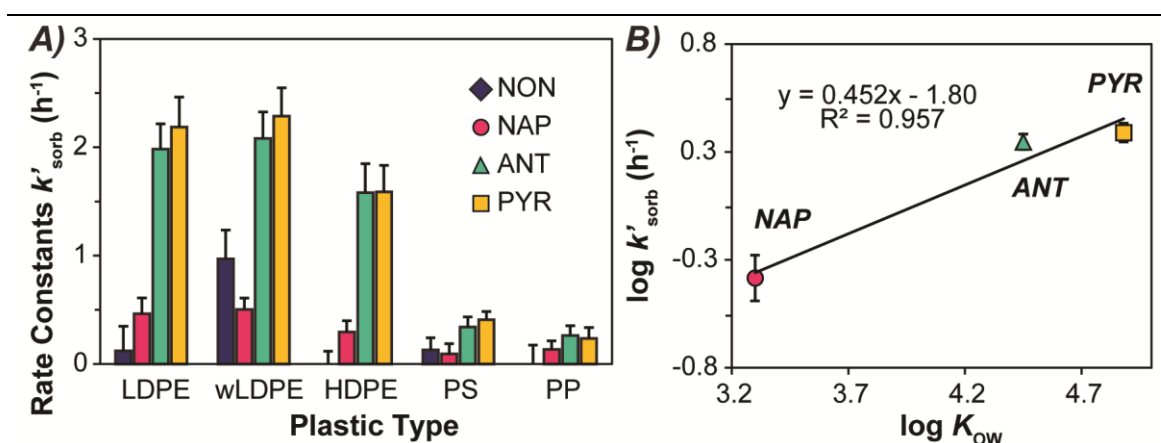 A)
Rate Constants k'sorb (h-1)
3
2
1
0
NON
NAP
ANT
PYR
LDPE wLDPE HDPE PS PP
Plastic Type
B)
log k'sorb (h-1)
0.8
0.3
-0.3
-0.8
y = 0.452x - 1.80
R² = 0.957
PYR
ANT
NAP
3.2 3.7 4.2 4.7
log KOW